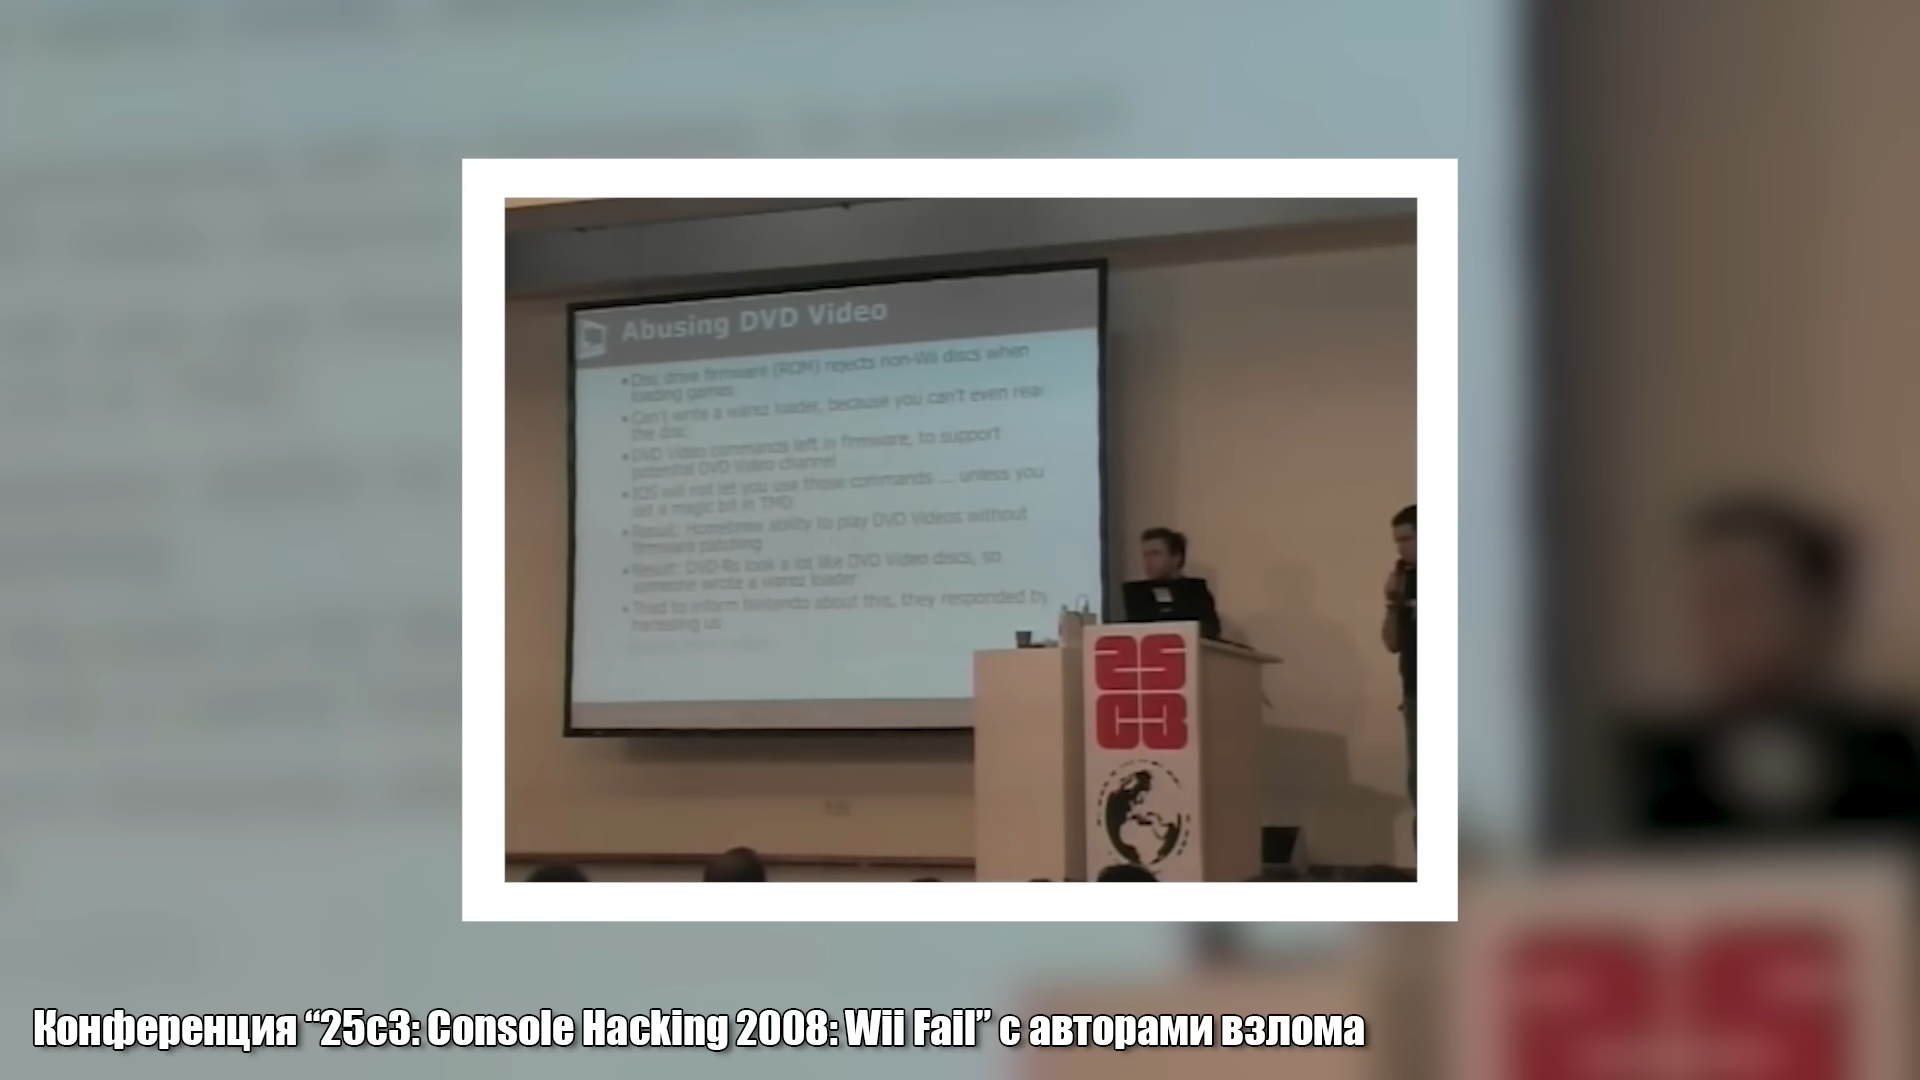 Abusing DVD Video
•Disc drive firmware (ROM) rejects non-Wii discs when
loading games
•Can't write a warez loader, because you can't even read
the disc
•DVD Video commands left in firmware, to support
potential DVD Video channel
•IOS will not let you use those commands ... unless you
set a magic bit in TMD
•Result: Homebrew ability to play DVD Videos without
firmware patching
•Result: DVD-Rs look a lot like DVD Video discs, so
someone wrote a warez loader
•Tried to inform Nintendo about this, they responded by
harassing us
25
C3
Конференция “25c3: Console Hacking 2008: Wii Fail” с авторами взлома